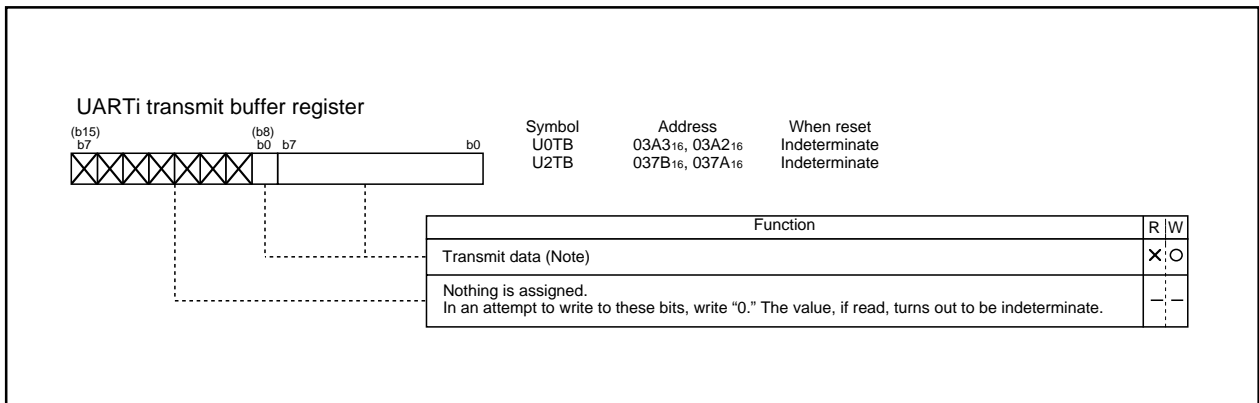 UARTi transmit buffer register
(b15) (b8)
b7 b0 b7 b0
Symbol Address When reset
U0TB 03A316, 03A216 Indeterminate
U2TB 037B16, 037A16 Indeterminate
Function R W
Transmit data (Note) X O
Nothing is assigned.
In an attempt to write to these bits, write “0.” The value, if read, turns out to be indeterminate. – –